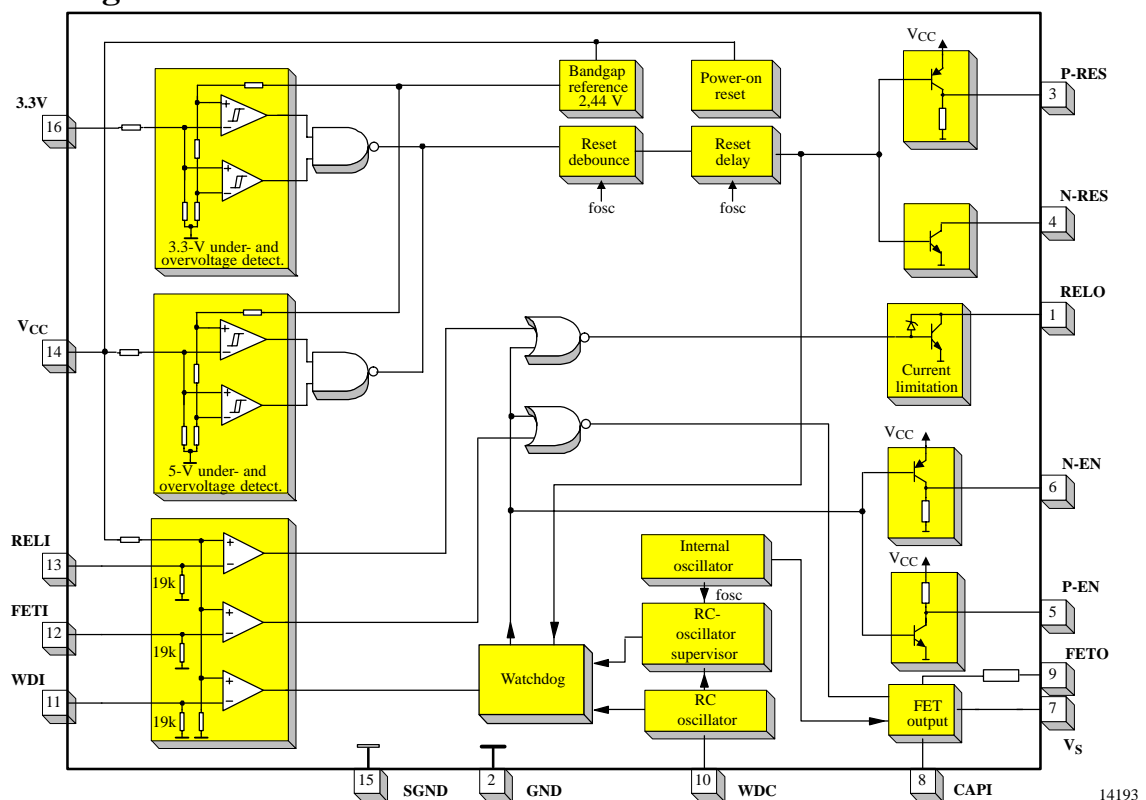 VCC
Bandgap
reference
2,44 V
Power-on
reset
P-RES
3
3.3V
16
Reset
debounce
Reset
delay
fosc
fosc
N-RES
4
3.3-V under- and
overvoltage detect.
VCC
14
RELO
1
Current
limitation
5-V under- and
overvoltage detect.
VCC
N-EN
6
RELI
13
19k
Internal
oscillator
fosc
VCC
P-EN
5
FETI
12
19k
RC-
oscillator
supervisor
FETO
9
WDI
11
19k
Watchdog
RC
oscillator
FET
output
7
VS
15
SGND
2
GND
10
WDC
8
CAPI
14193